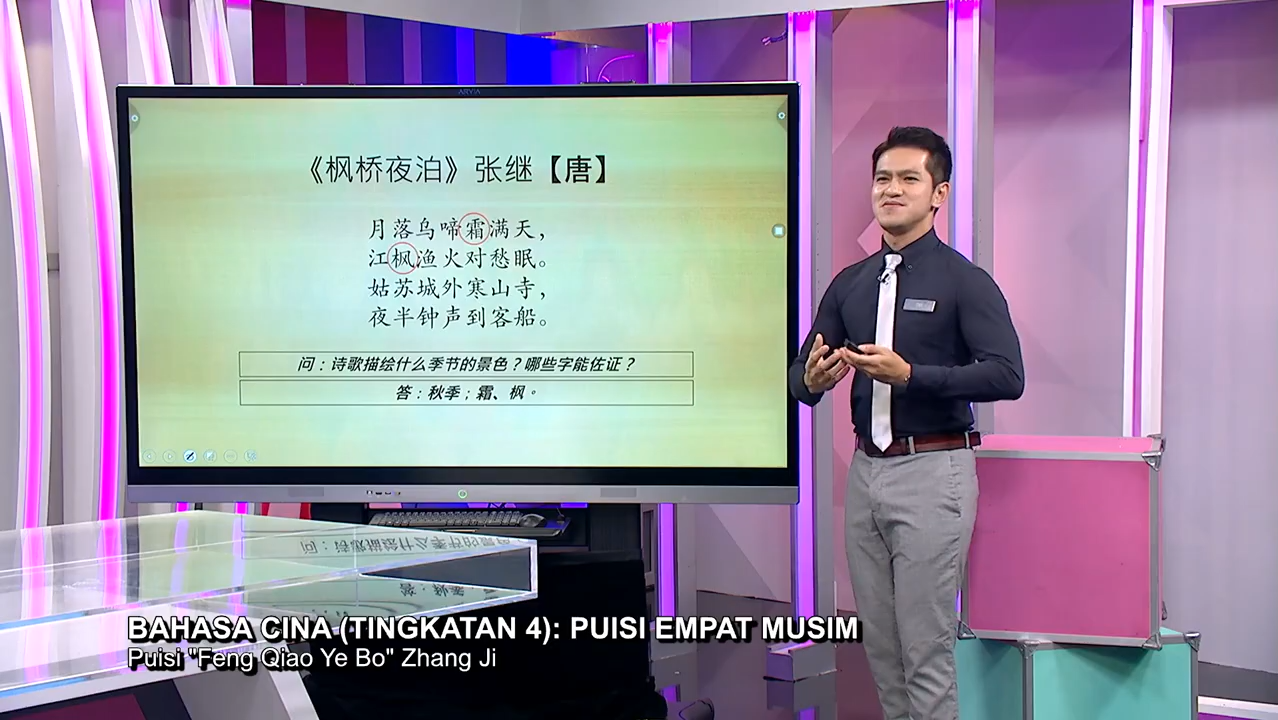 ARVIA
《枫桥夜泊》张继【唐】
月落乌啼霜满天，
江枫渔火对愁眠。
姑苏城外寒山寺，
夜半钟声到客船。
问：诗歌描绘什么季节的景色？哪些字能佐证？
答：秋季；霜、枫。
BAHASA CINA (TINGKATAN 4): PUISI EMPAT MUSIM
Puisi "Feng Qiao Ye Bo" Zhang Ji